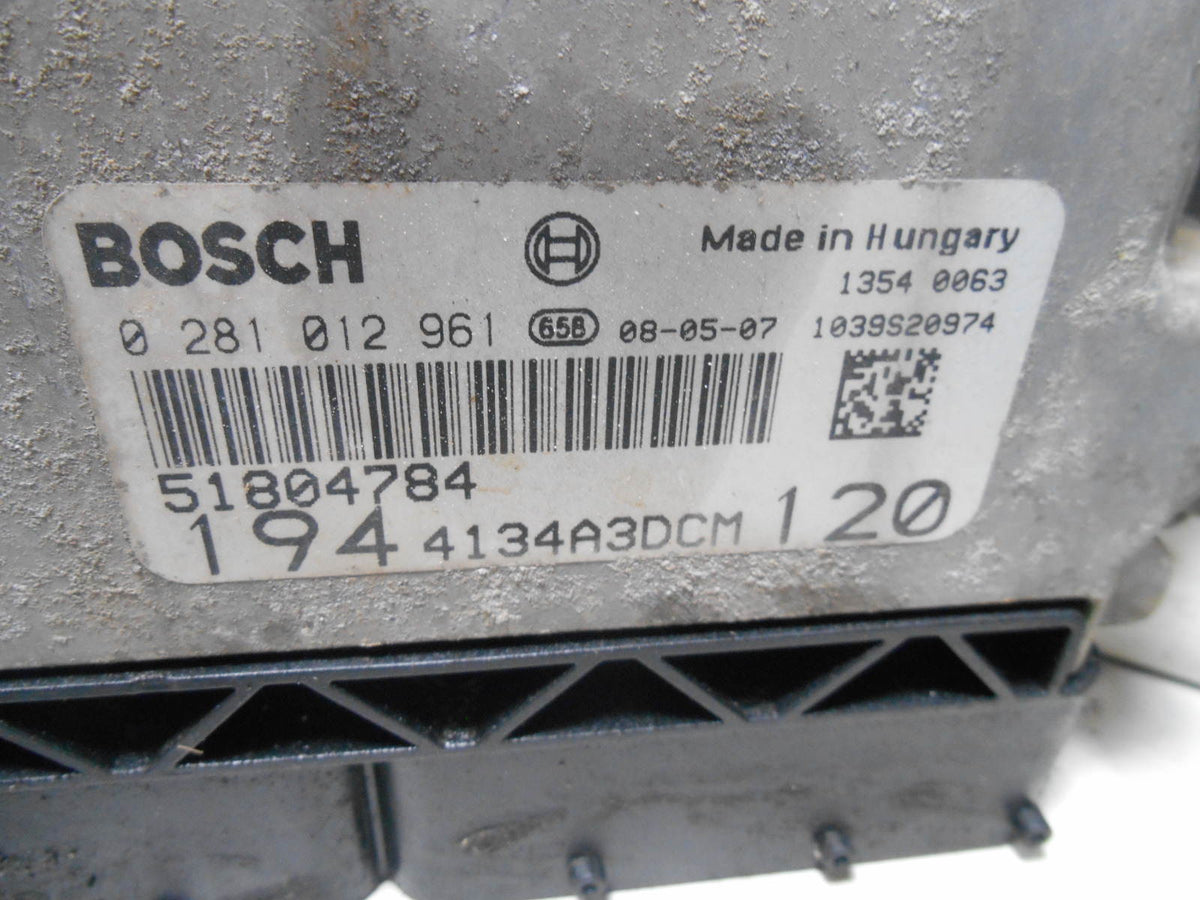 BOSCH
Made in Hungary
1354 0063
0 281 012 961 658 08-05-07 1039S20974
51804784
194 4134A3DCM 120